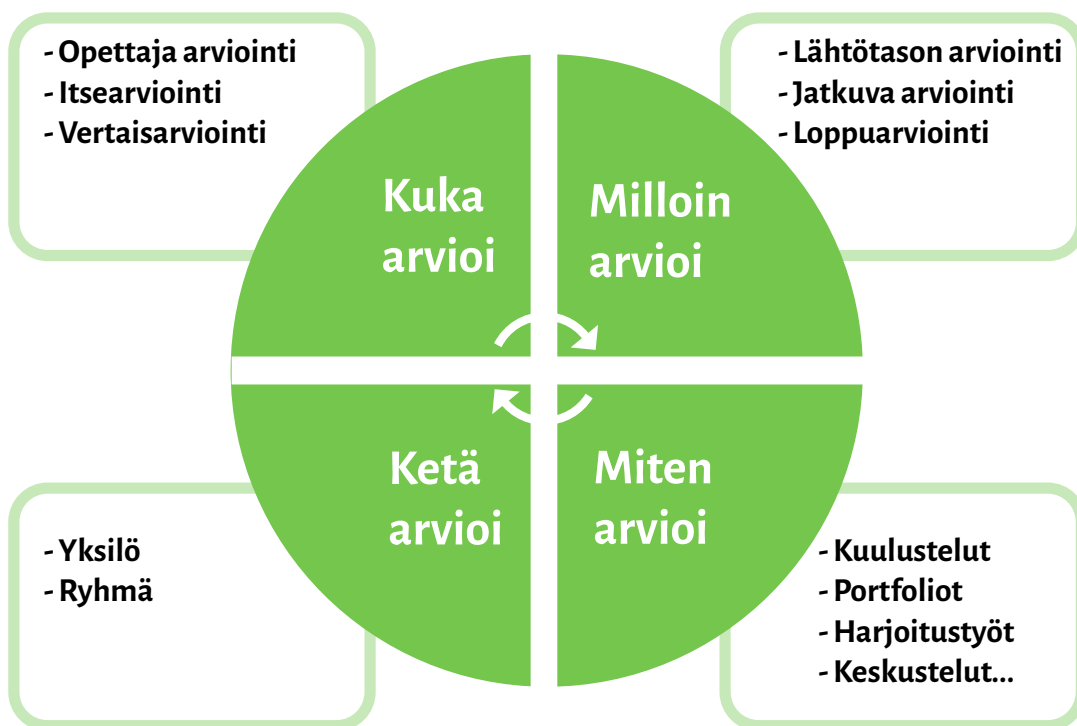 - Opettaja arviointi
- Itsearviointi
- Vertaisarviointi
- Lähtötason arviointi
- Jatkuva arviointi
- Loppuarviointi
Kuka
arvioi
Milloin
arvioi
Ketä
arvioi
Miten
arvioi
- Yksilö
- Ryhmä
- Kuulustelut
- Portfoliot
- Harjoitustyöt
- Keskustelut...